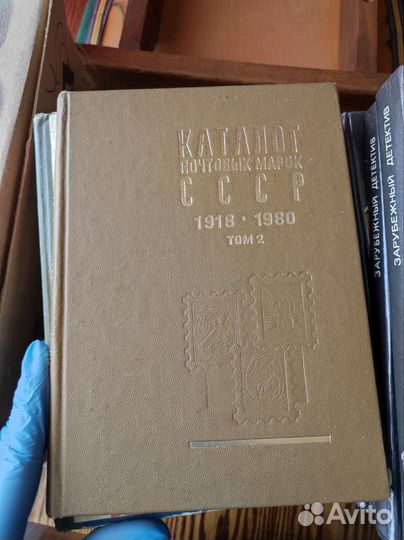 КАТАЛОГ
ПОЧТОВЫХ МАРОК
СССР
1918 · 1980
ТОМ 2
ЗАРУБЕЖНЫЙ ДЕТЕКТИВ
ЗАРУБЕЖНЫЙ ДЕТЕКТИВ
Avito